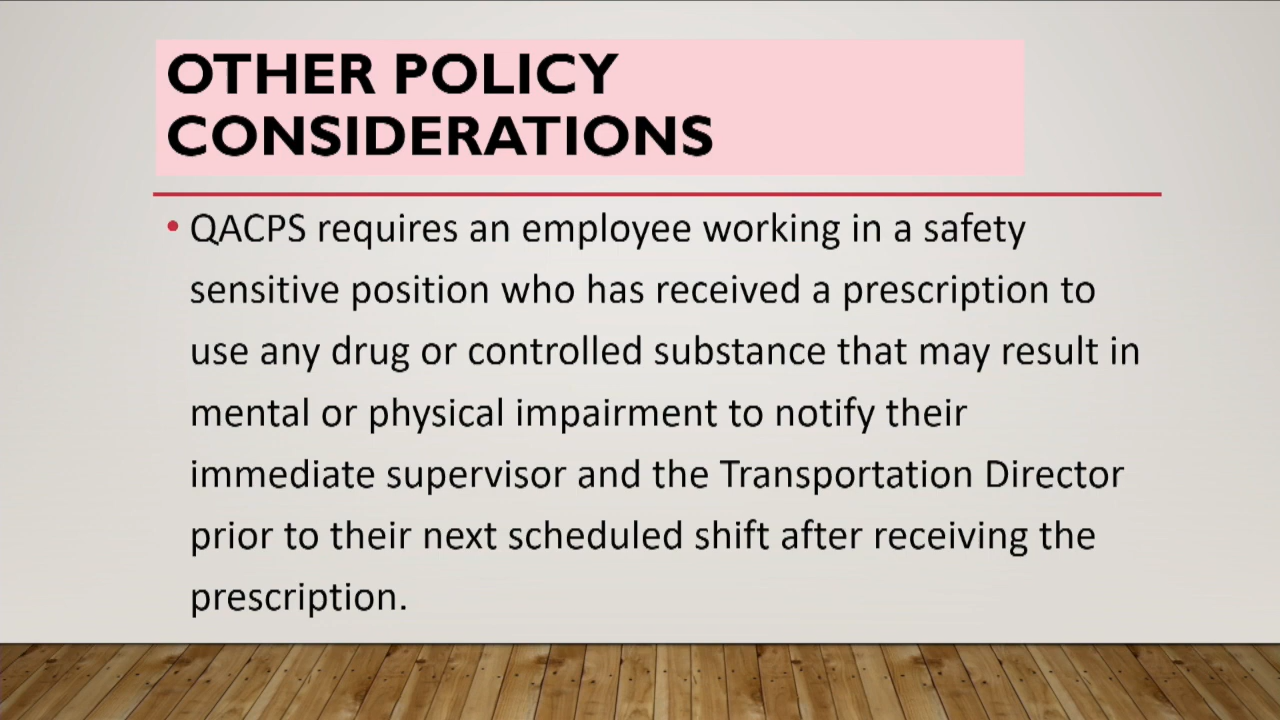 OTHER POLICY
CONSIDERATIONS
• QACPS requires an employee working in a safety
sensitive position who has received a prescription to
use any drug or controlled substance that may result in
mental or physical impairment to notify their
immediate supervisor and the Transportation Director
prior to their next scheduled shift after receiving the
prescription.